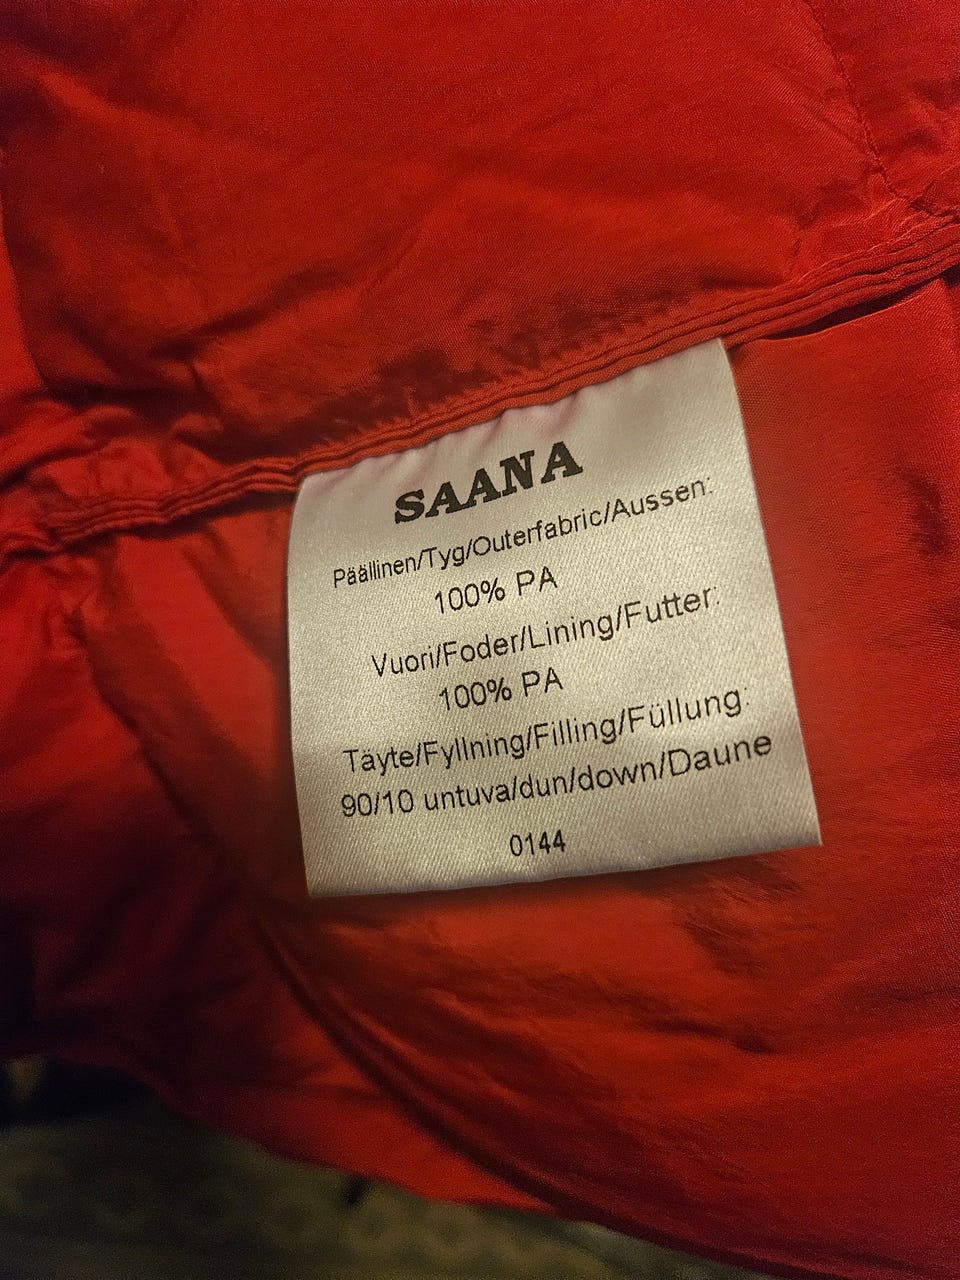 SAANA
Päällinen/Tyg/Outerfabric/Aussen:
100% PA
Vuori/Foder/Lining/Futter:
100% PA
Täyte/Fyllning/Filling/Füllung:
90/10 untuva/dun/down/Daune
0144